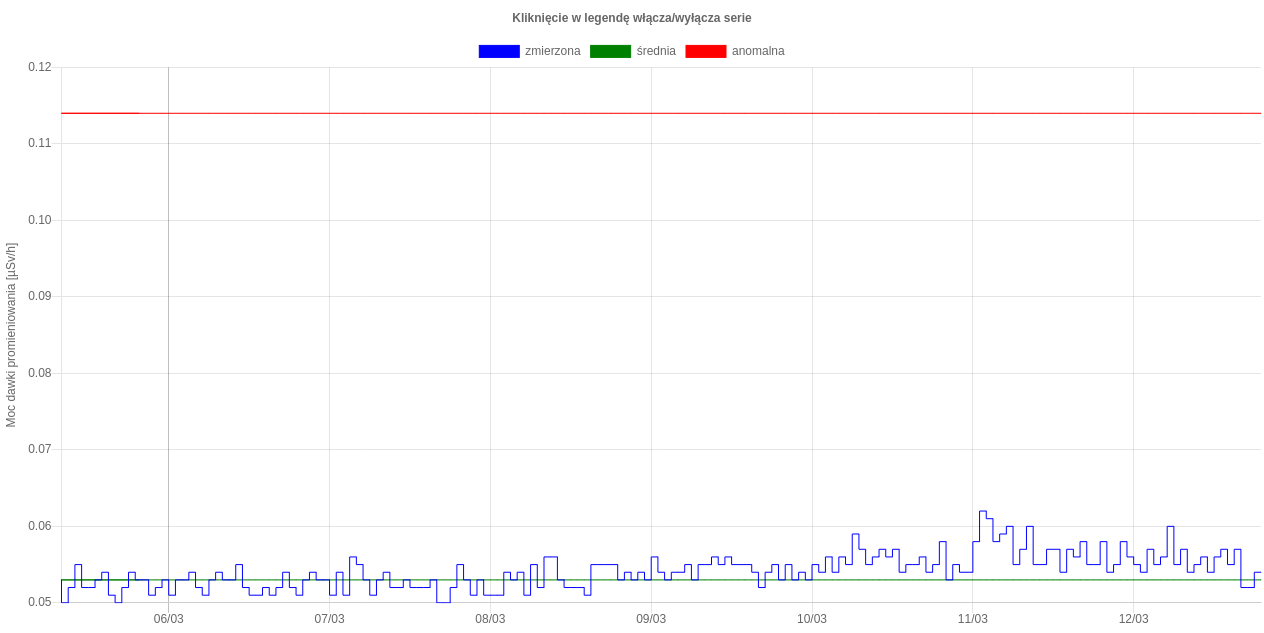 Kliknięcie w legendę włącza/wyłącza serie
zmierzona średnia anomalna
Moc dawki promieniowania [µSv/h]
0.12
0.11
0.10
0.09
0.08
0.07
0.06
0.05
06/03 07/03 08/03 09/03 10/03 11/03 12/03